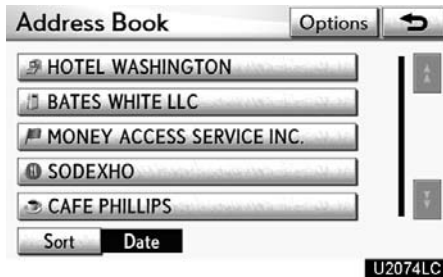 Address Book Options
HOTEL WASHINGTON
BATES WHITE LLC
MONEY ACCESS SERVICE INC.
SODEXHO
CAFE PHILLIPS
Sort Date
U2074LC